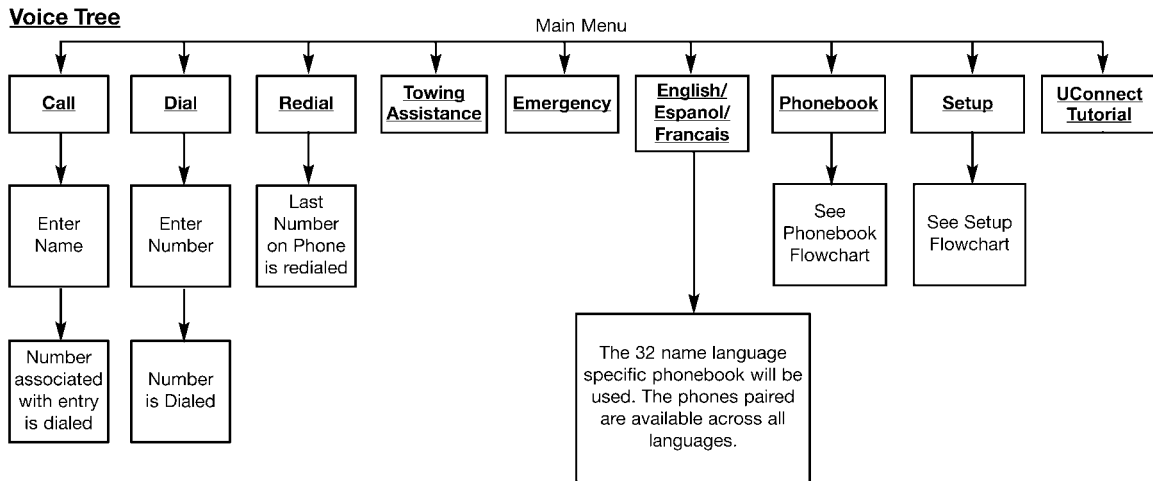 Voice Tree
Main Menu
Call
Dial
Redial
Towing
Assistance
Emergency
English/
Espanol/
Francais
Phonebook
Setup
UConnect
Tutorial
Enter
Name
Enter
Number
Last
Number
on Phone
is redialed
See
Phonebook
Flowchart
See Setup
Flowchart
Number
associated
with entry
is dialed
Number
is Dialed
The 32 name language
specific phonebook will be
used. The phones paired
are available across all
languages.